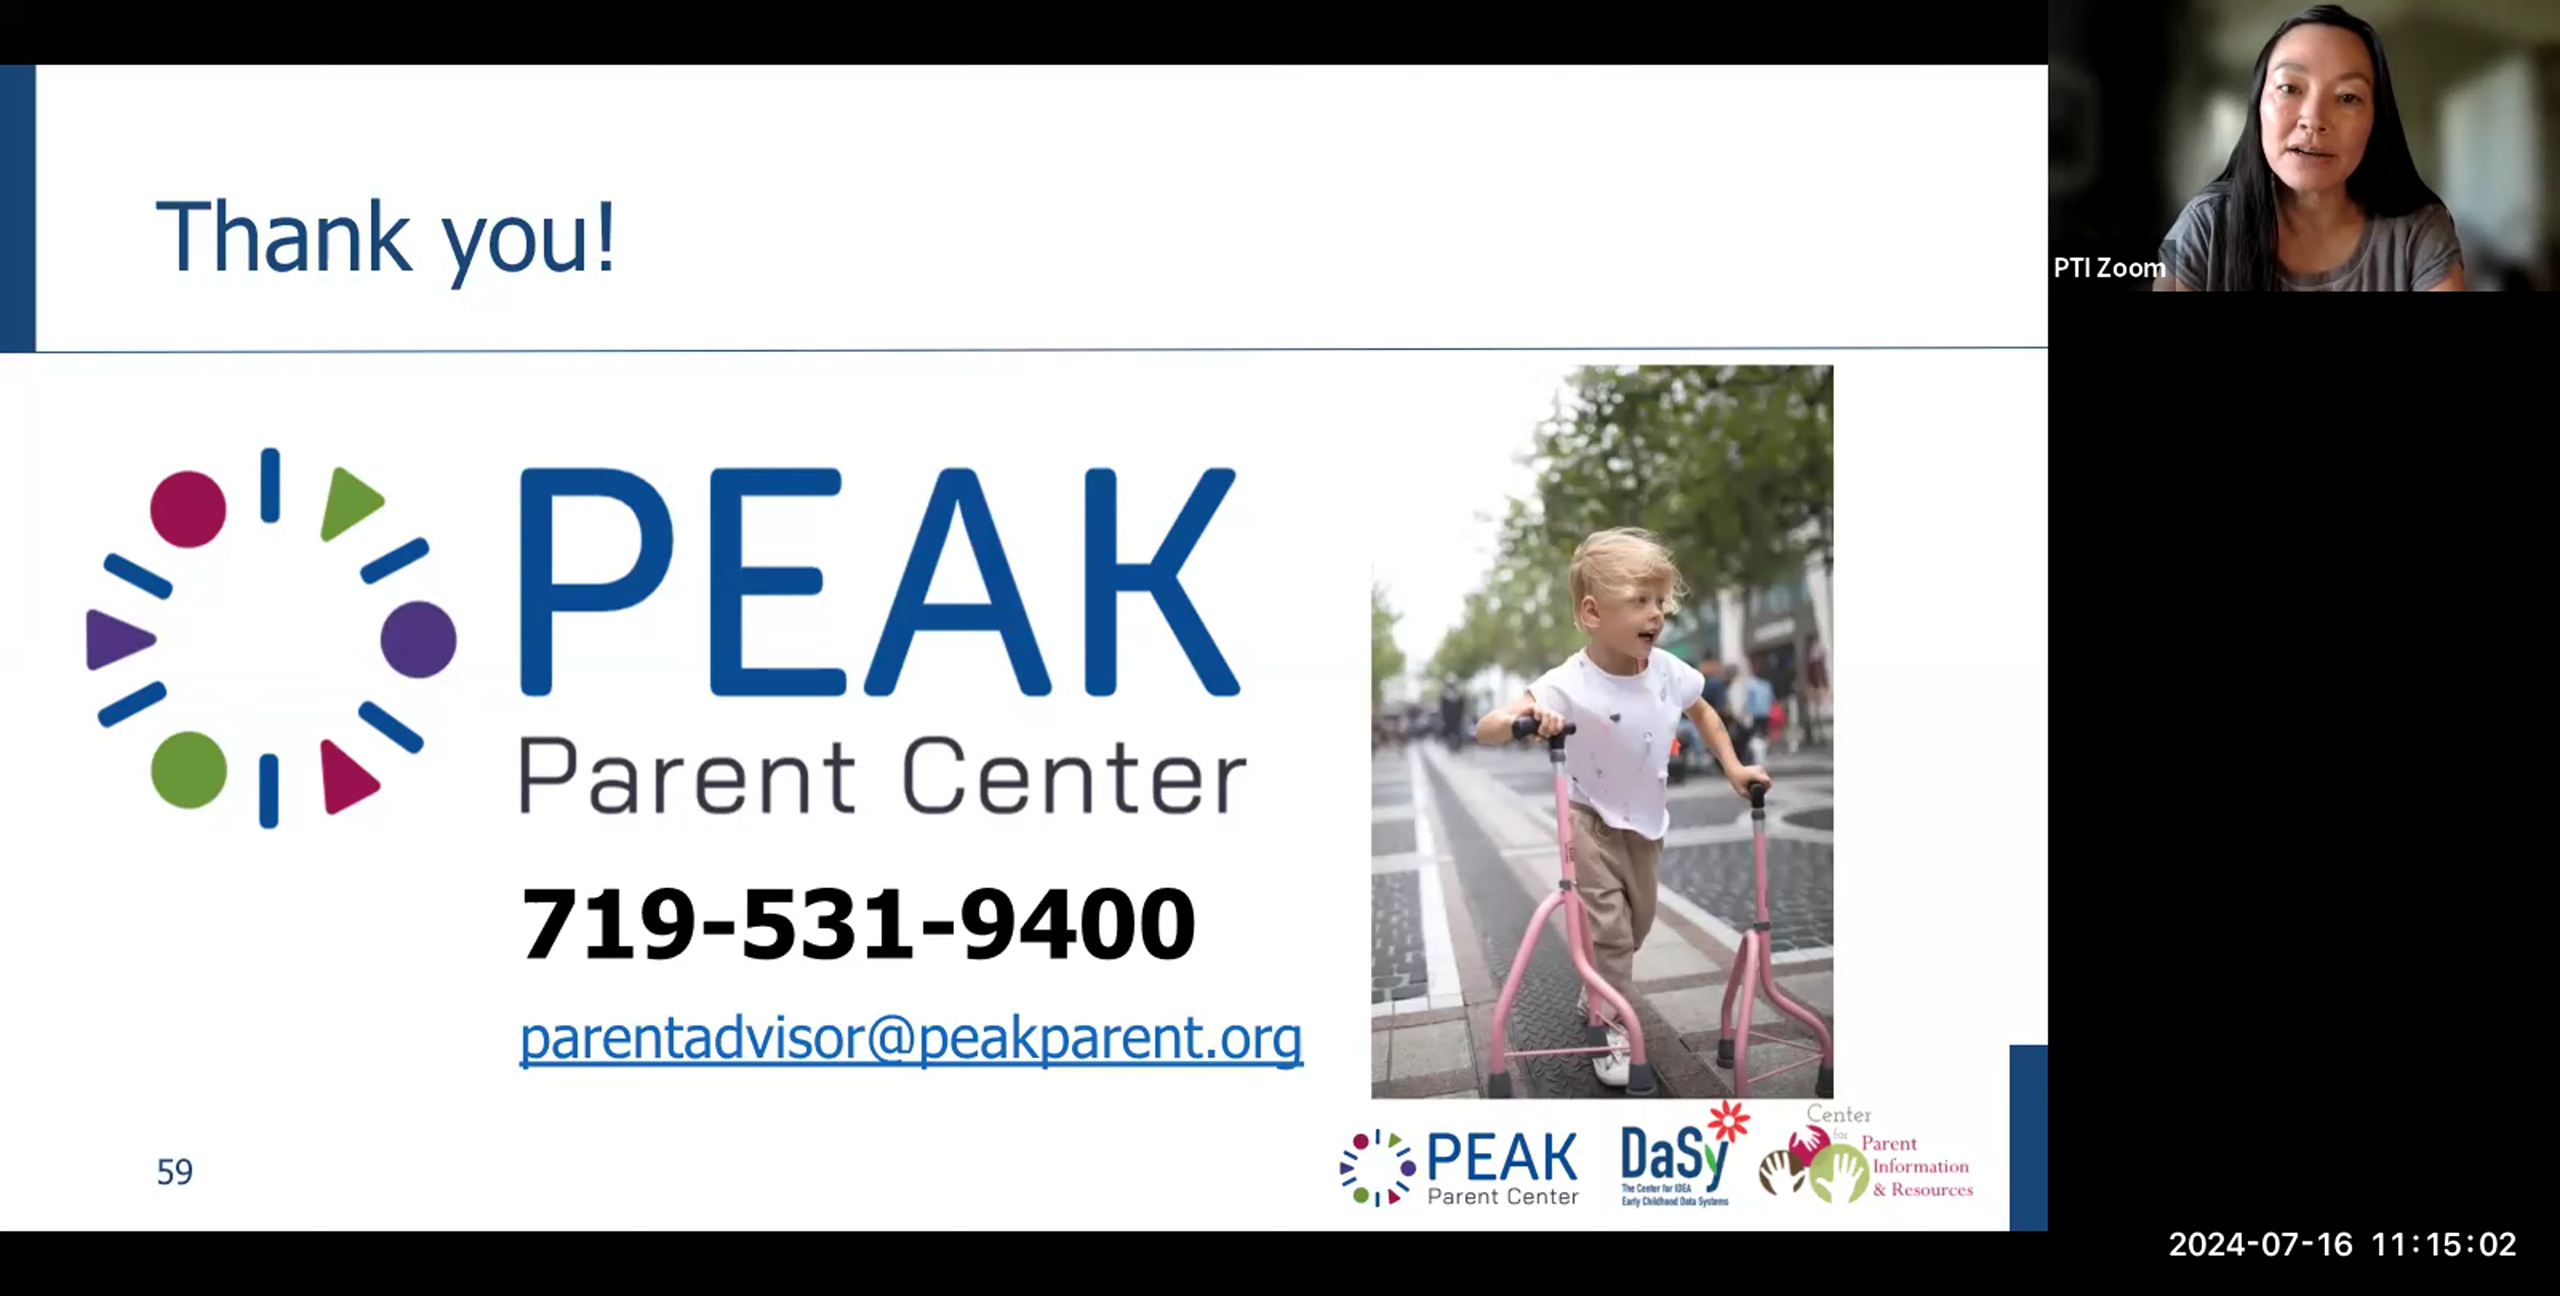 Thank you!
PTI Zoom
PEAK
Parent Center
719-531-9400
parentadvisor@peakparent.org
59
PEAK
Parent Center
DaSy
The Center for IDEA
Early Childhood Data Systems
Center
for
Parent
Information
& Resources
2024-07-16 11:15:02